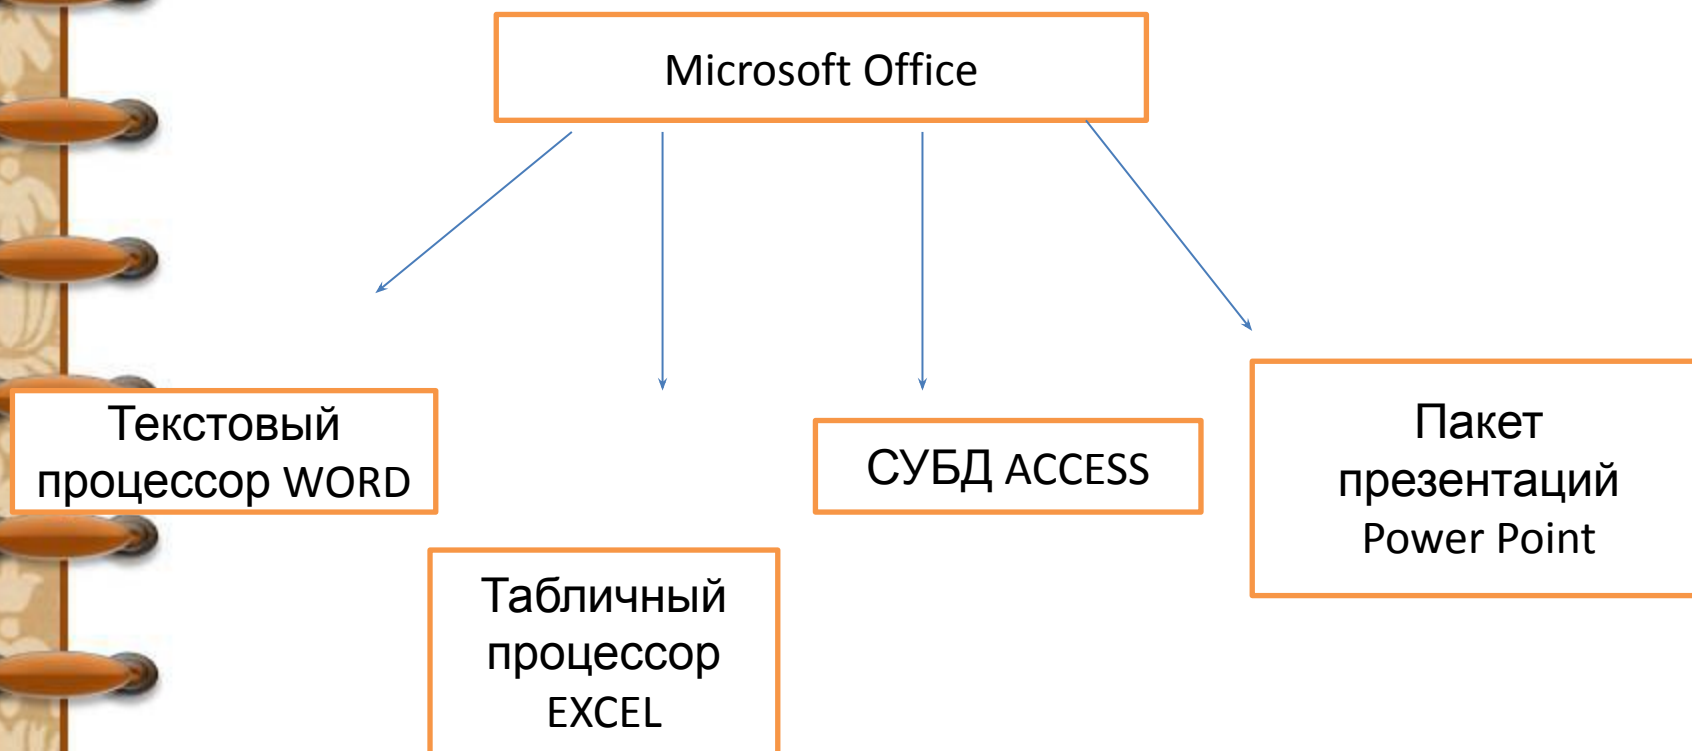 Microsoft Office
Текстовый
процессор WORD
Табличный
процессор
EXCEL
СУБД ACCESS
Пакет
презентаций
Power Point